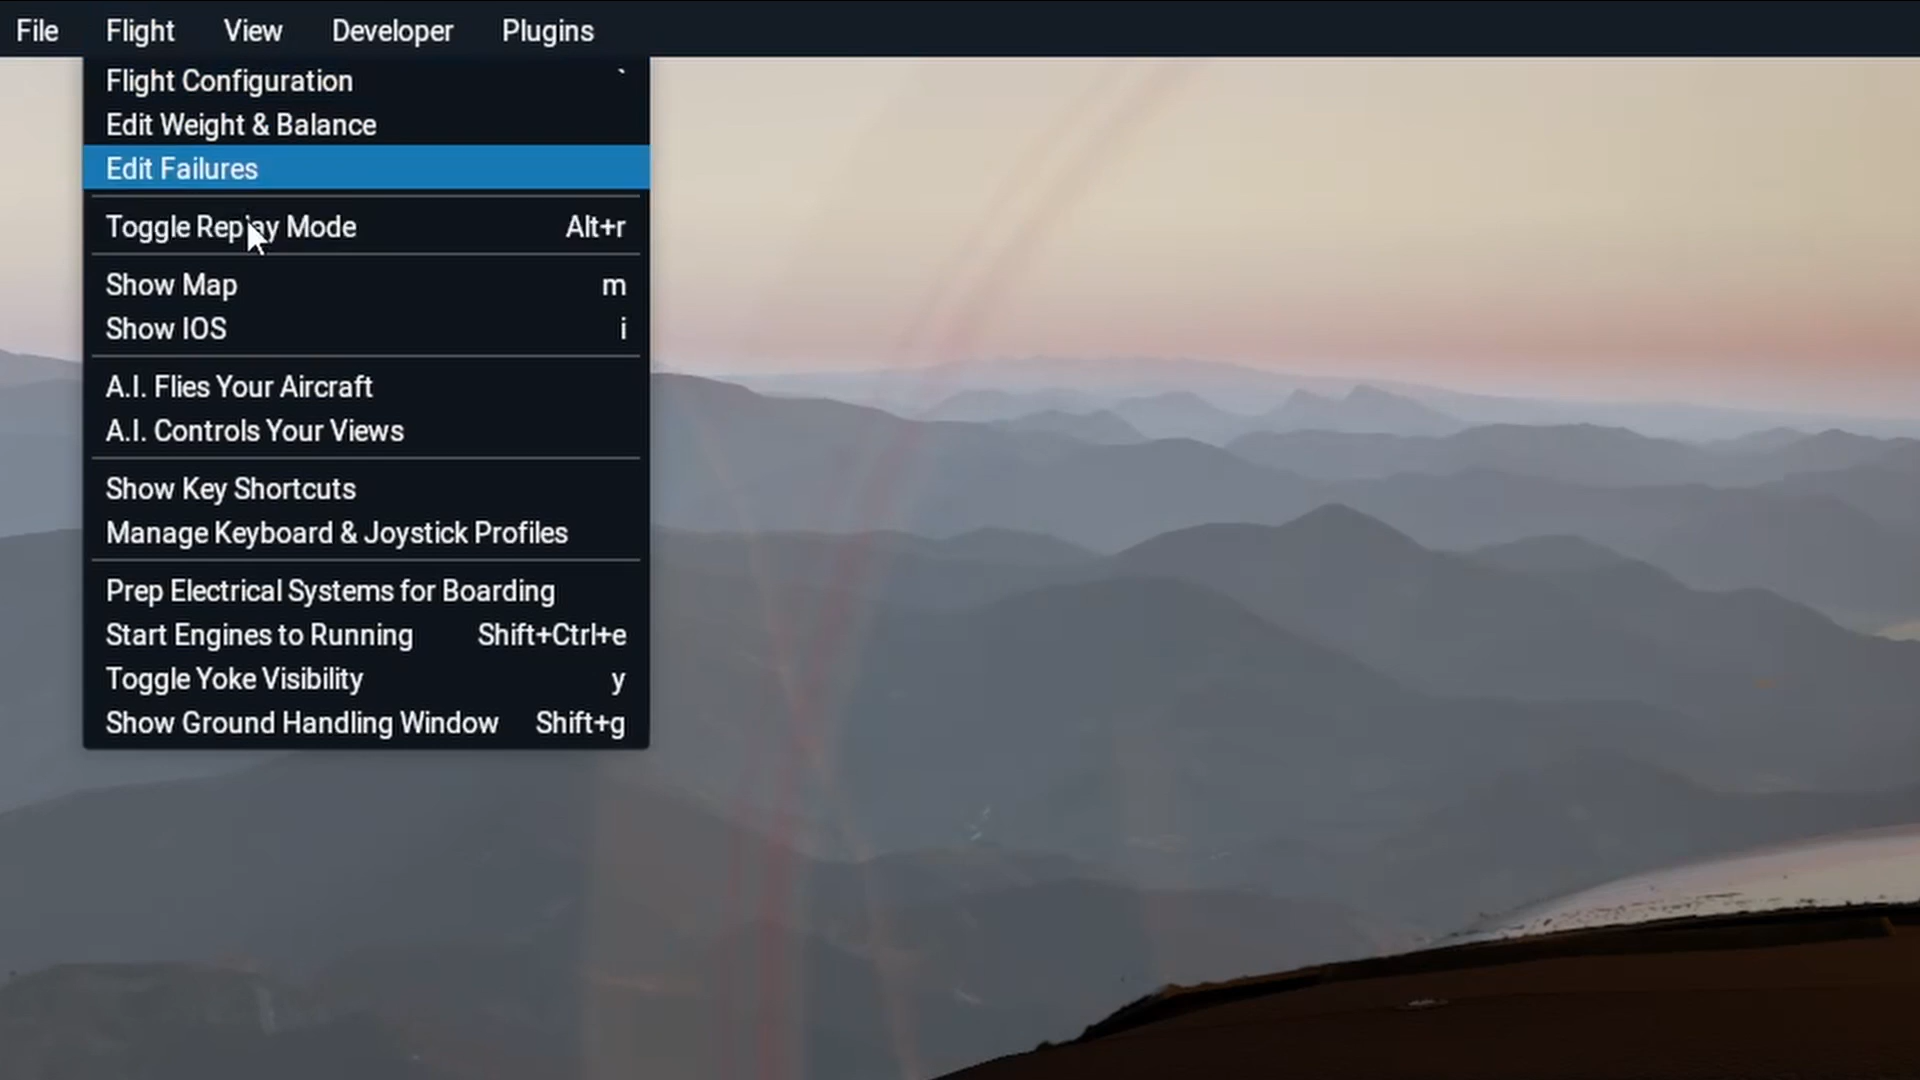 File Flight View Developer Plugins
Flight Configuration `
Edit Weight & Balance
Edit Failures
Toggle Replay Mode Alt+r
Show Map m
Show IOS i
A.I. Flies Your Aircraft
A.I. Controls Your Views
Show Key Shortcuts
Manage Keyboard & Joystick Profiles
Prep Electrical Systems for Boarding
Start Engines to Running Shift+Ctrl+e
Toggle Yoke Visibility y
Show Ground Handling Window Shift+g